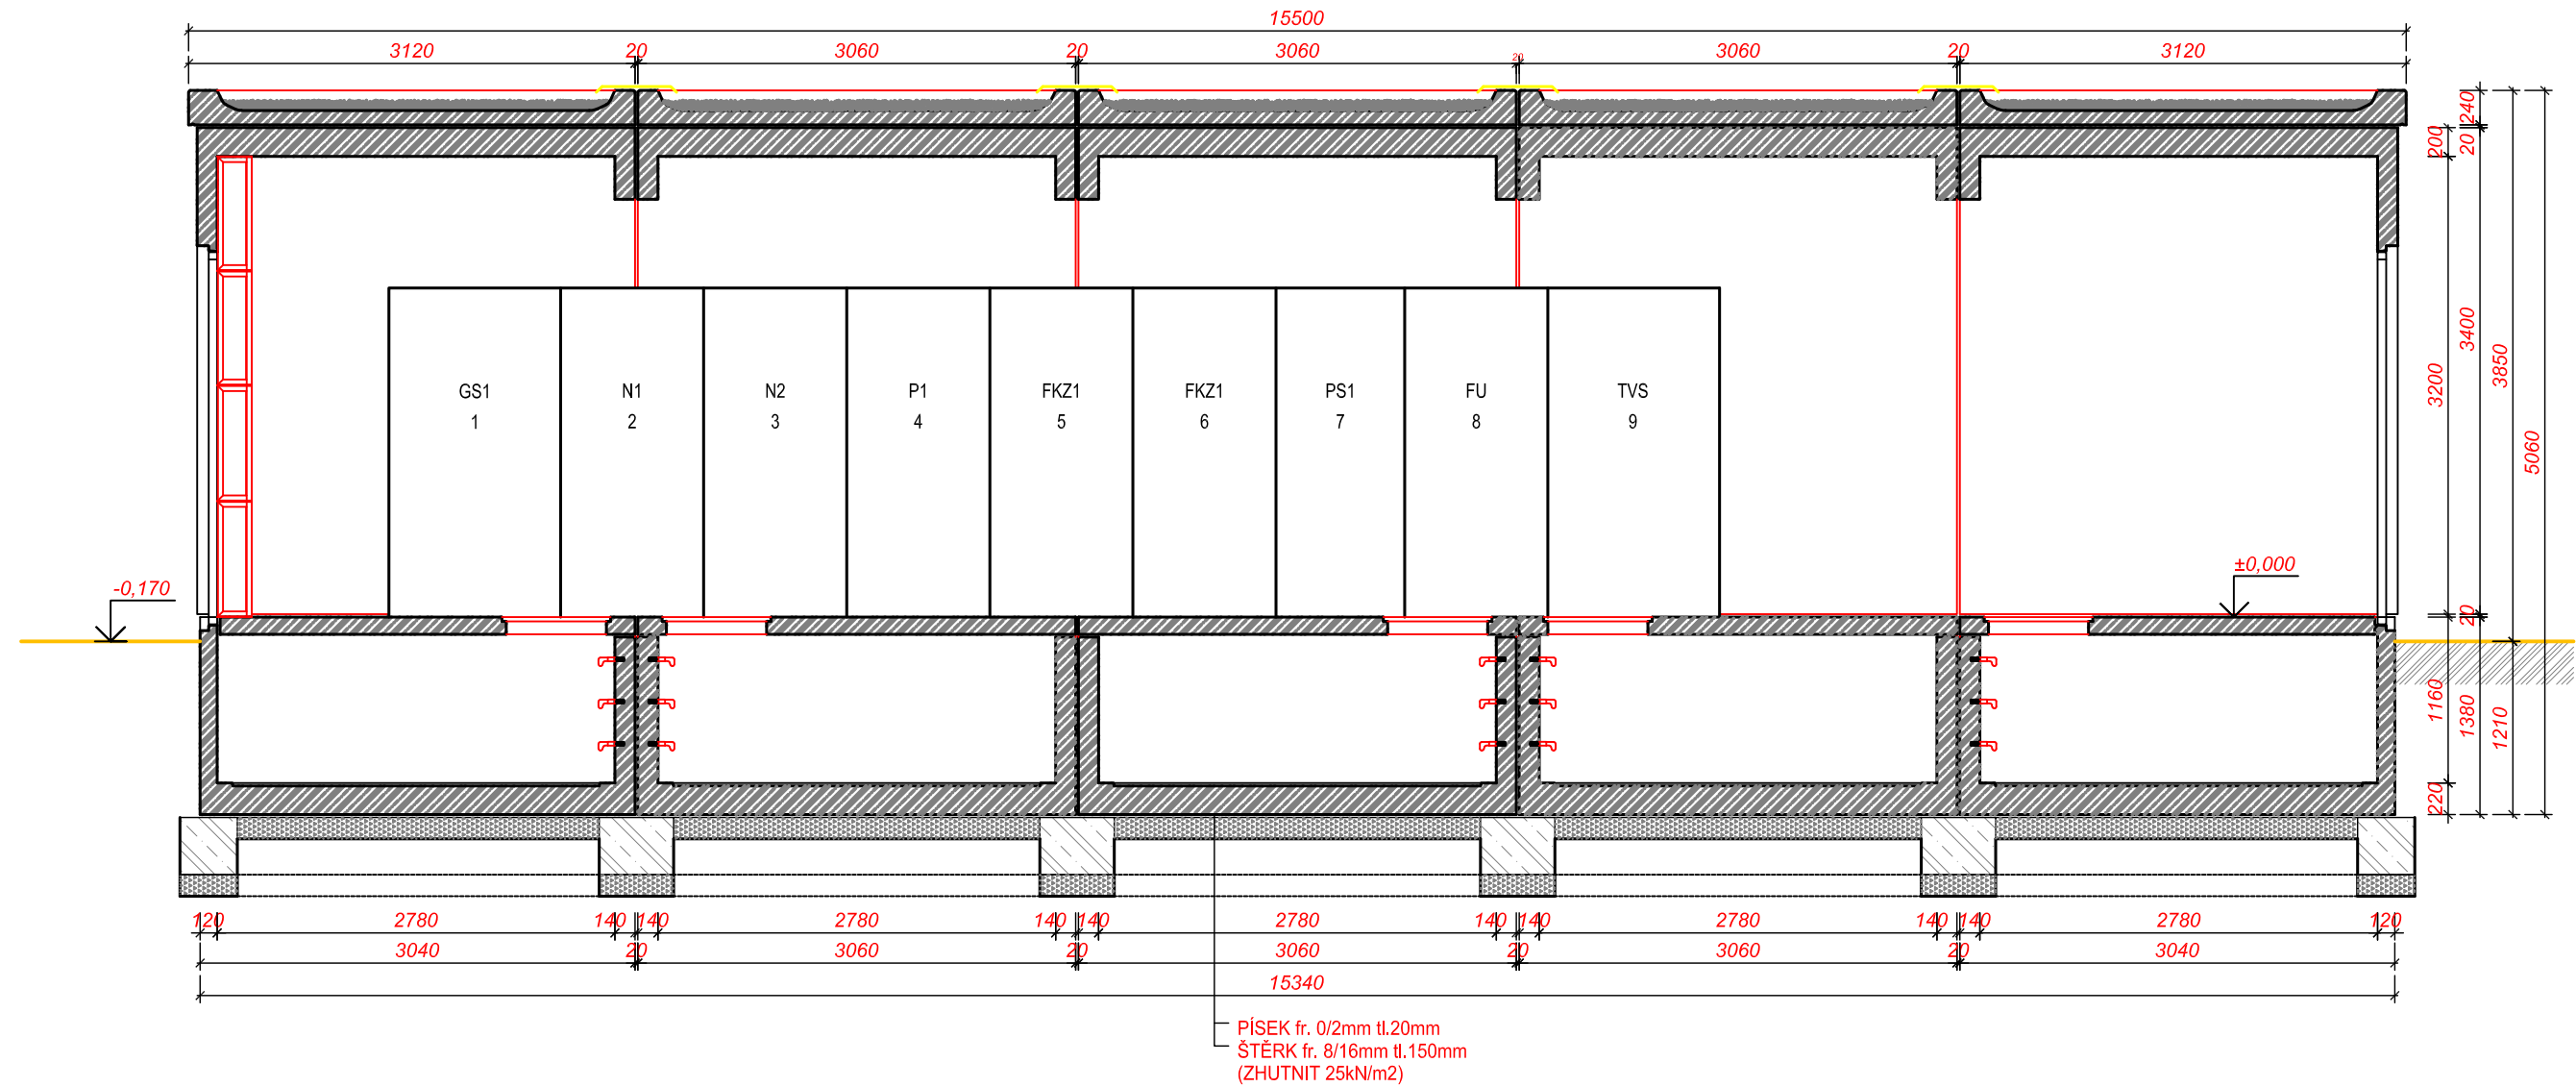 15500
3120 20 3060 20 3060 20 3060 20 3120
240
200 20
3400
3850
3200
5060
GS1 N1 N2 P1 FKZ1 FKZ1 PS1 FU TVS
1 2 3 4 5 6 7 8 9
-0,170
±0,000
20
1160
1380
1210
220
120 2780 140 140 2780 140 140 2780 140 140 2780 140 140 2780 120
3040 20 3060 20 3060 20 3060 20 3040
15340
PÍSEK fr. 0/2mm tl.20mm
ŠTĚRK fr. 8/16mm tl.150mm
(ZHUTNIT 25kN/m2)